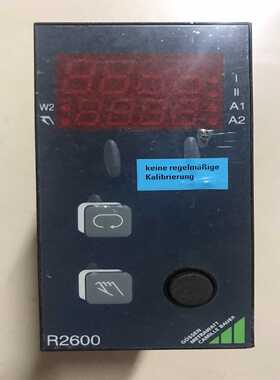 I
II
W2
A1
A2
keine regelmäßige
Kalibrierung
R2600
GOSSEN
METRAWATT
CAMILLE BAUER